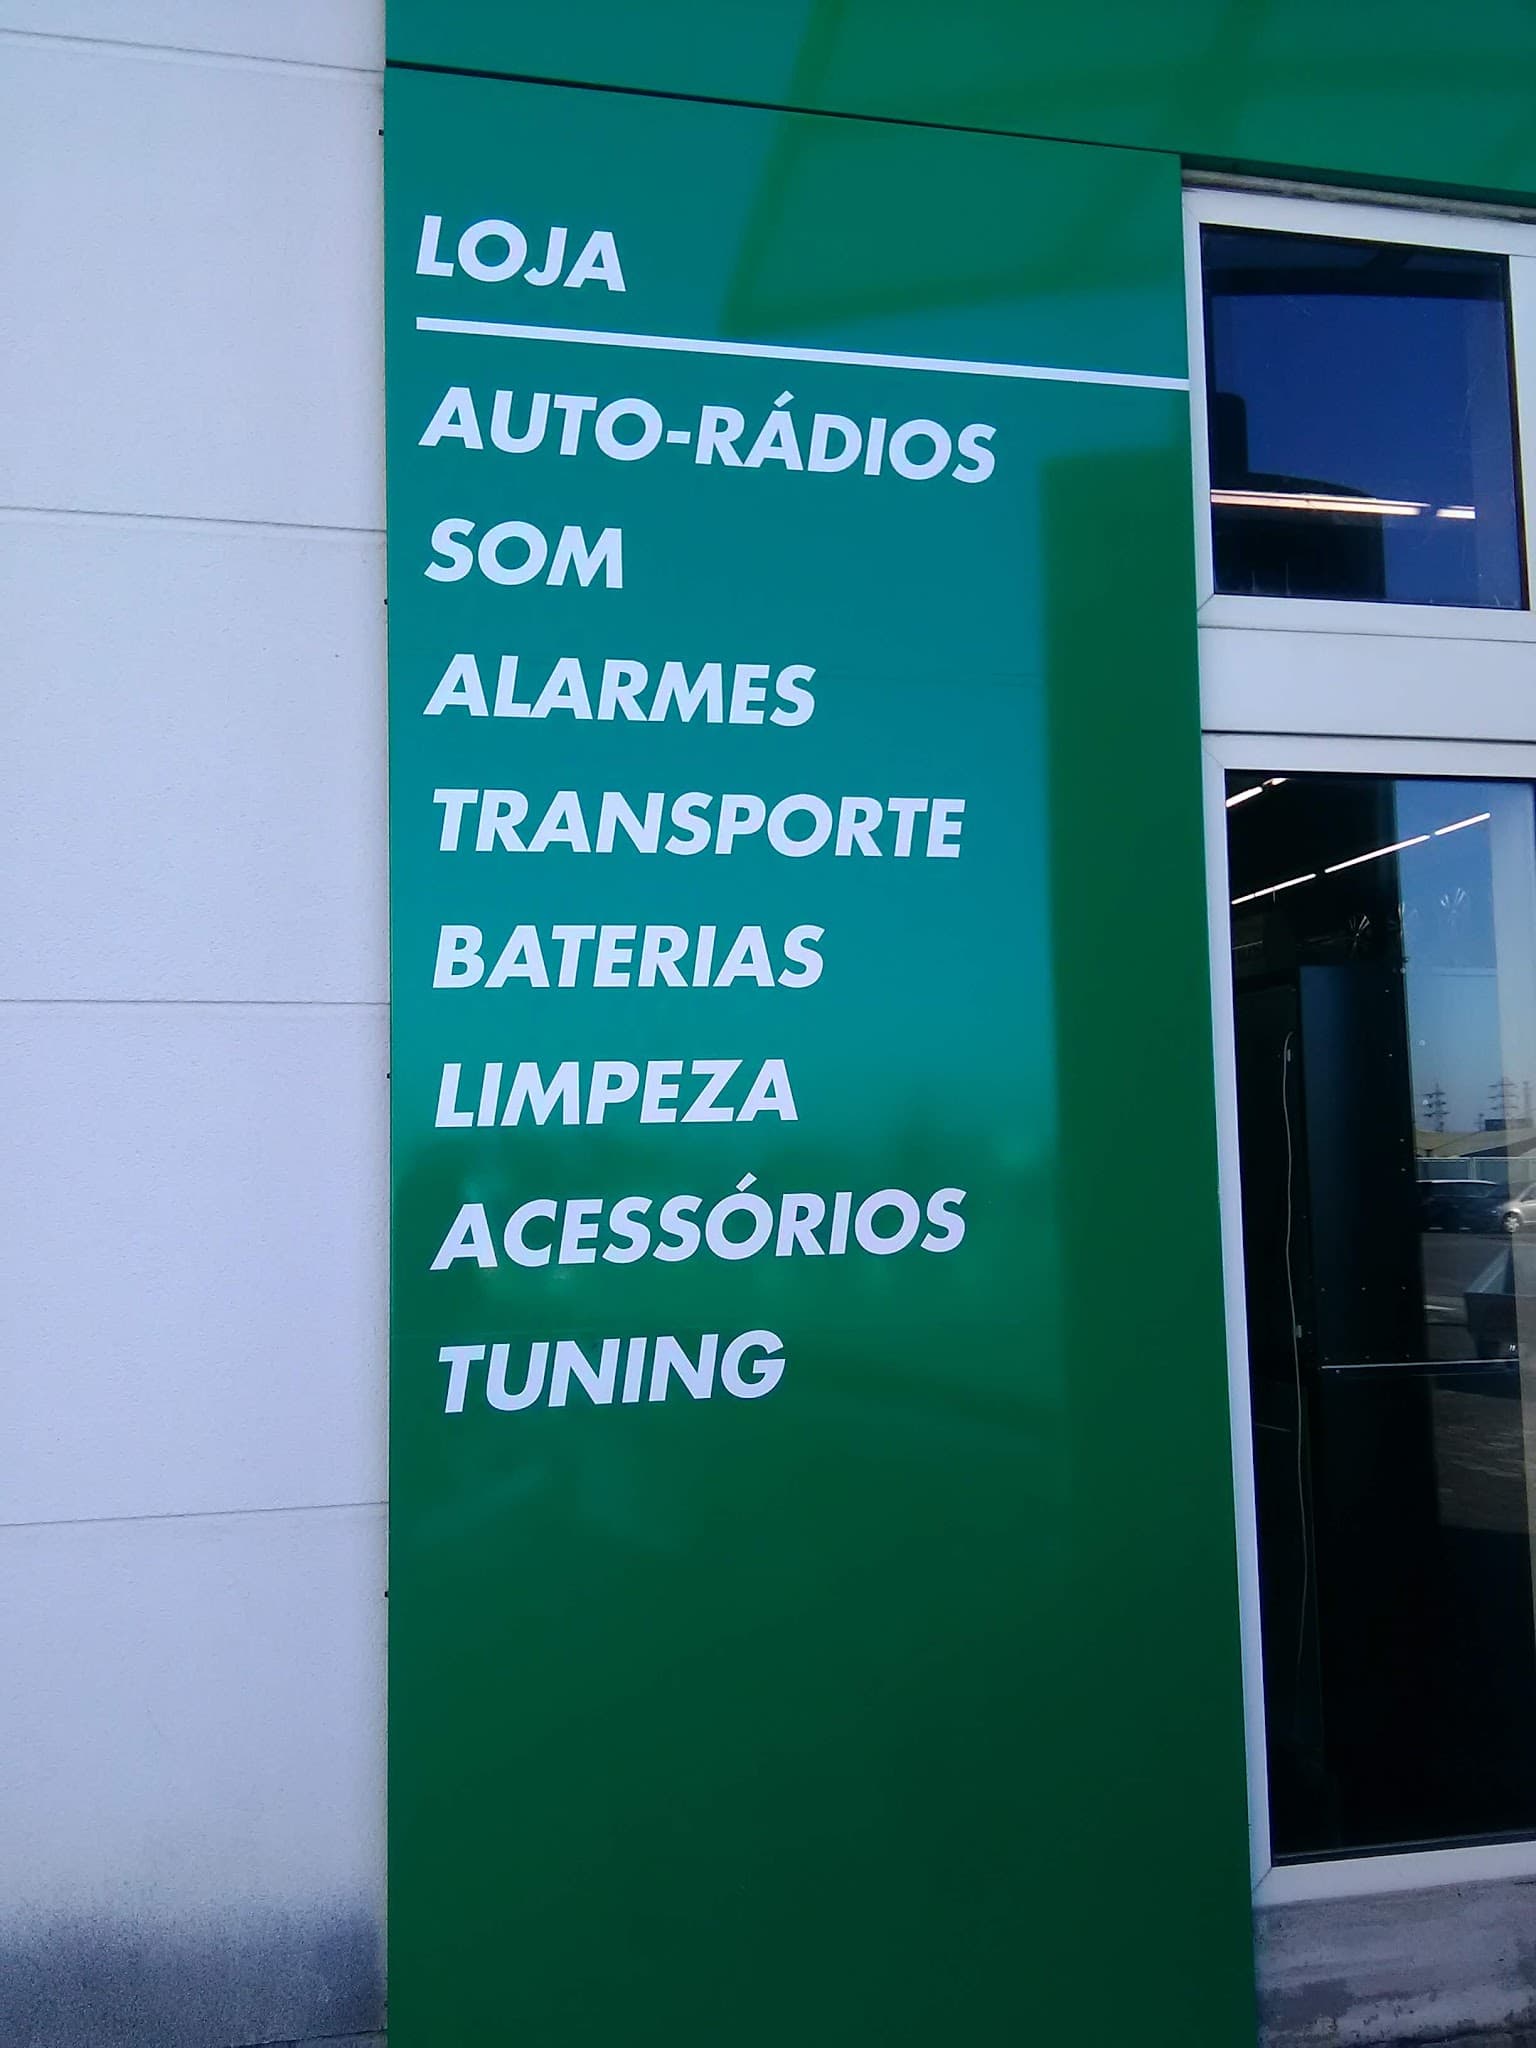 LOJA
AUTO-RÁDIOS
SOM
ALARMES
TRANSPORTE
BATERIAS
LIMPEZA
ACESSÓRIOS
TUNING